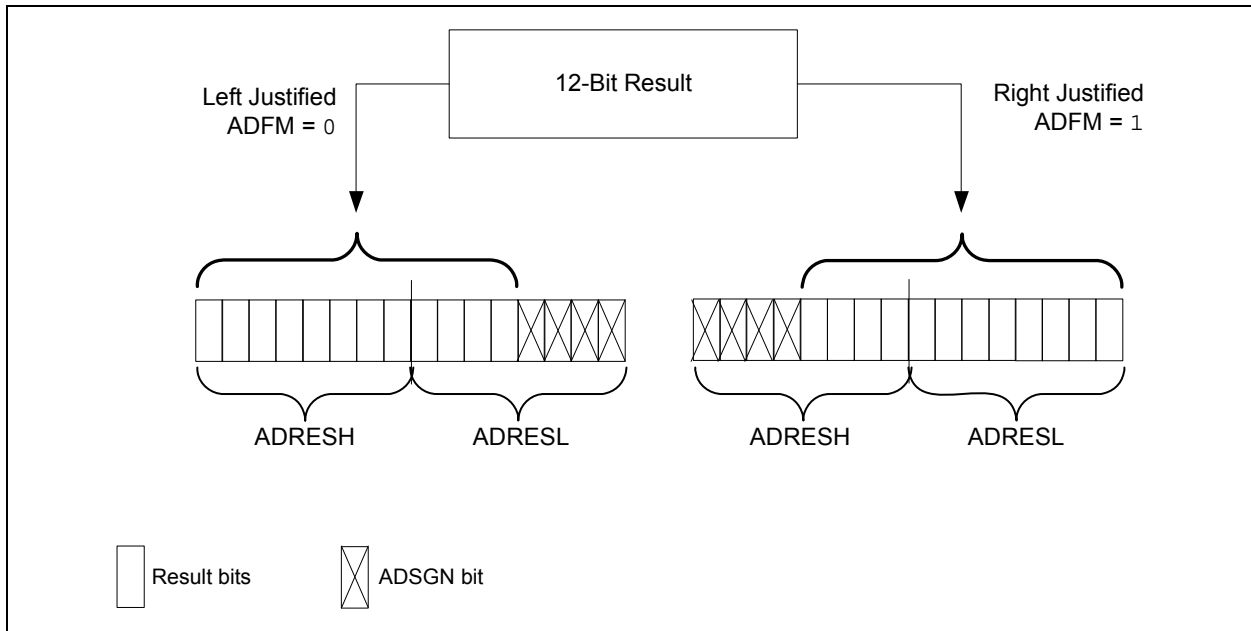 12-Bit Result
Left Justified
ADFM = 0
Right Justified
ADFM = 1
ADRESH
ADRESL
ADRESH
ADRESL
Result bits
ADSGN bit